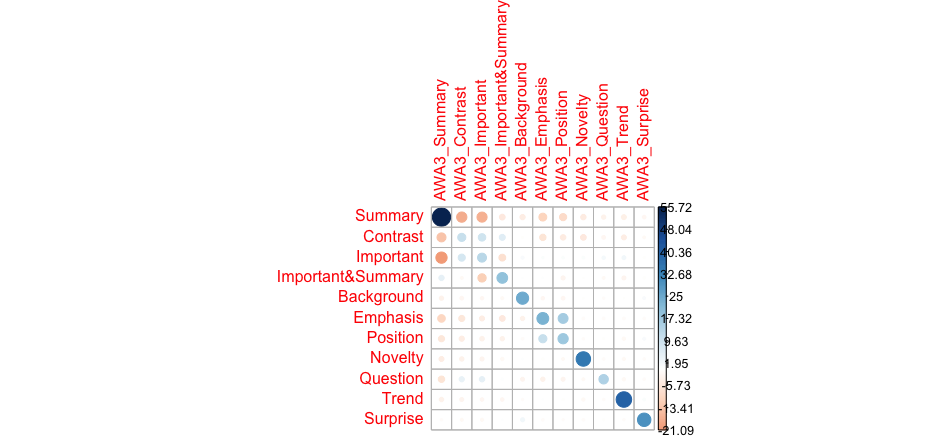 AWA3_Summary
AWA3_Contrast
AWA3_Important
AWA3_Important&Summary
AWA3_Background
AWA3_Emphasis
AWA3_Position
AWA3_Novelty
AWA3_Question
AWA3_Trend
AWA3_Surprise
Summary
Contrast
Important
Important&Summary
Background
Emphasis
Position
Novelty
Question
Trend
Surprise
55.72
48.04
40.36
32.68
25
17.32
9.63
1.95
-5.73
-13.41
-21.09